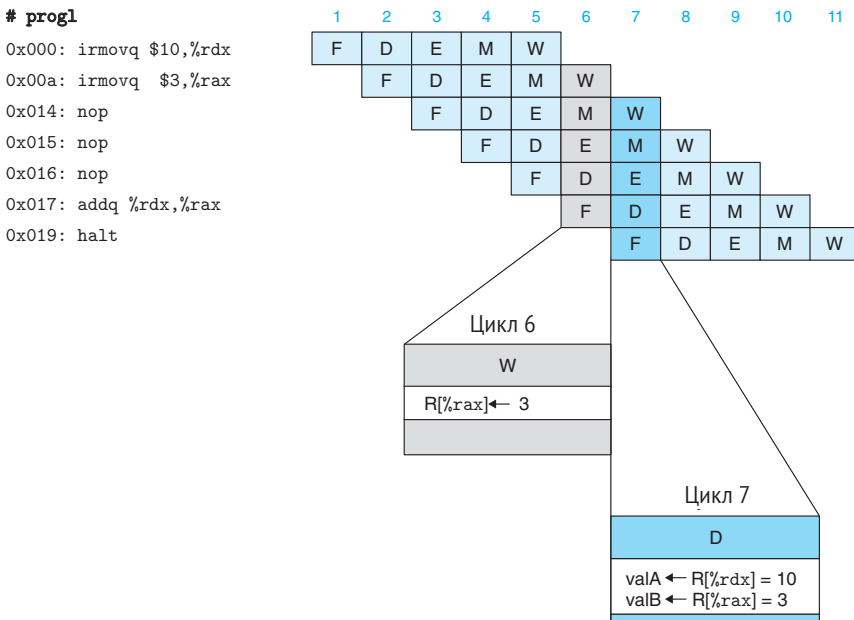 # progl 1 2 3 4 5 6 7 8 9 10 11
0x000: irmovq $10,%rdx F D E M W
0x00a: irmovq $3,%rax F D E M W
0x014: nop F D E M W
0x015: nop F D E M W
0x016: nop F D E M W
0x017: addq %rdx,%rax F D E M W
0x019: halt F D E M W
Цикл 6
W
R[%rax]← 3
Цикл 7
D
valA ← R[%rdx] = 10
valB ← R[%rax] = 3